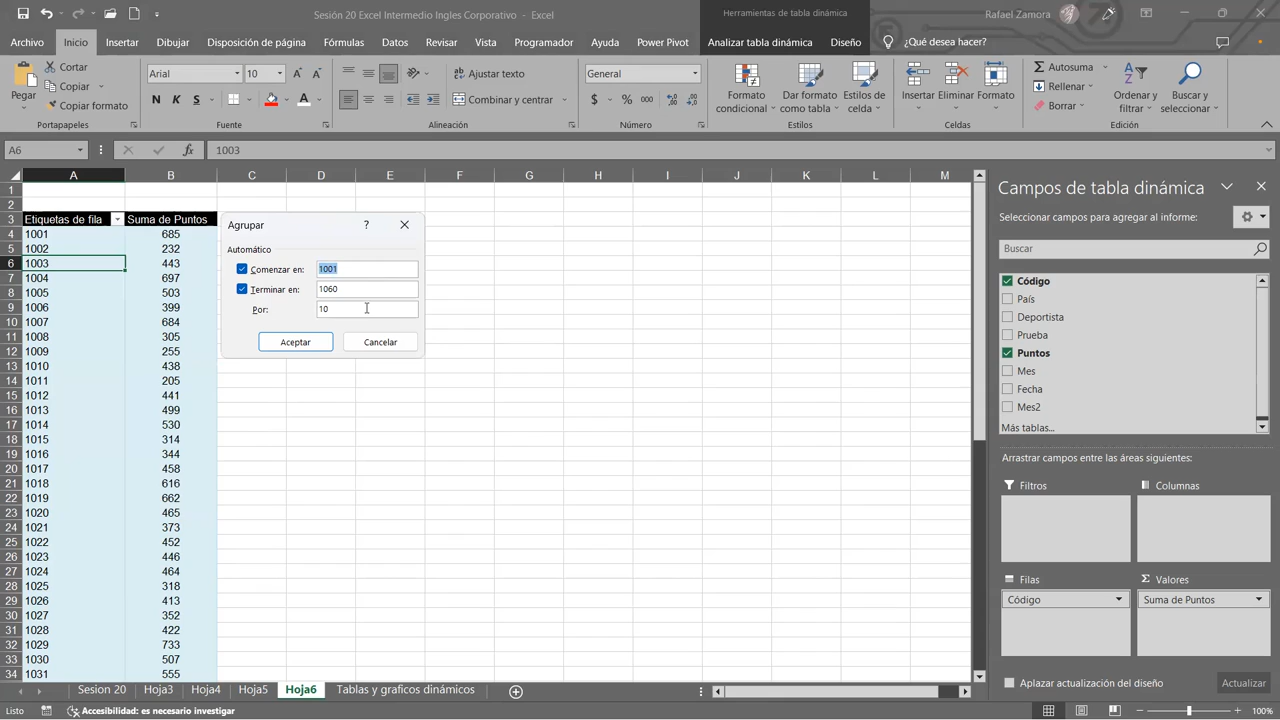 Sesión 20 Excel Intermedio Ingles Corporativo - Excel
Herramientas de tabla dinámica
Rafael Zamora
Archivo Inicio Insertar Dibujar Disposición de página Fórmulas Datos Revisar Vista Programador Ayuda Power Pivot Analizar tabla dinámica Diseño ¿Qué desea hacer?
Pegar
Cortar
Copiar
Copiar formato
Portapapeles
Arial 10
N K S
Fuente
Ajustar texto
Combinar y centrar
Alineación
General
$ % 000
Número
Formato condicional
Dar formato como tabla
Estilos de celda
Estilos
Insertar Eliminar Formato
Celdas
Autosuma
Rellenar
Borrar
Ordenar y filtrar
Buscar y seleccionar
Edición
A6 fx 1003
A B C D E F G H I J K L M
1
2
3 Etiquetas de fila Suma de Puntos
4 1001 685
5 1002 232
6 1003 443
7 1004 697
8 1005 503
9 1006 399
10 1007 684
11 1008 305
12 1009 255
13 1010 438
14 1011 205
15 1012 441
16 1013 499
17 1014 530
18 1015 314
19 1016 344
20 1017 458
21 1018 616
22 1019 662
23 1020 465
24 1021 373
25 1022 452
26 1023 446
27 1024 464
28 1025 318
29 1026 413
30 1027 352
31 1028 422
32 1029 733
33 1030 507
34 1031 555
Agrupar ?
Automático
Comenzar en: 1001
Terminar en: 1060
Por: 10
Aceptar Cancelar
Campos de tabla dinámica
Seleccionar campos para agregar al informe:
Buscar
Código
País
Deportista
Prueba
Puntos
Mes
Fecha
Mes2
Más tablas...
Arrastrar campos entre las áreas siguientes:
Filtros Columnas
Filas Σ Valores
Código Suma de Puntos
Aplazar actualización del diseño Actualizar
Sesion 20 Hoja3 Hoja4 Hoja5 Hoja6 Tablas y graficos dinámicos
Listo Accesibilidad: es necesario investigar 100%